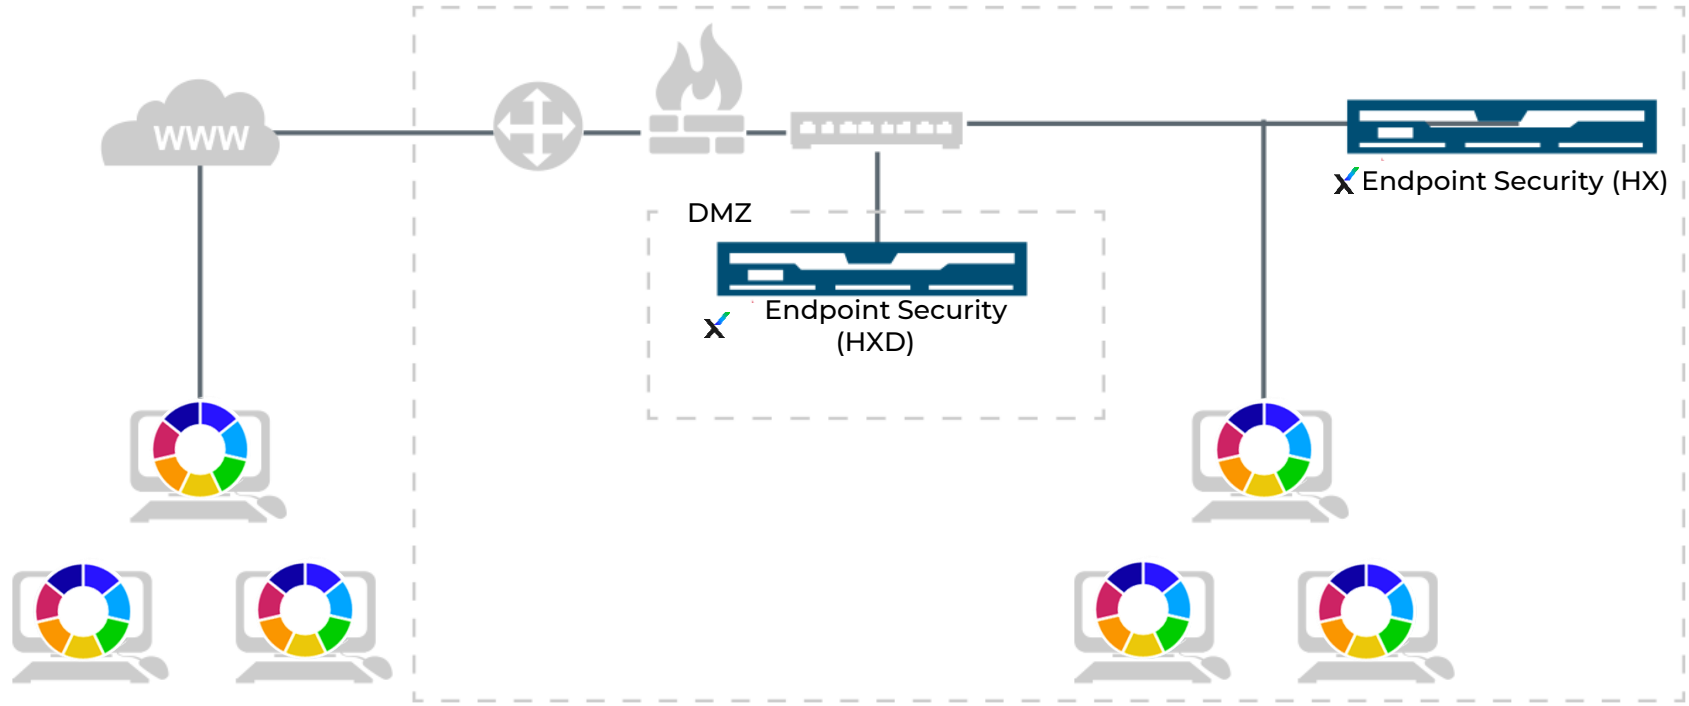 WWW
Endpoint Security (HX)
DMZ
Endpoint Security
(HXD)